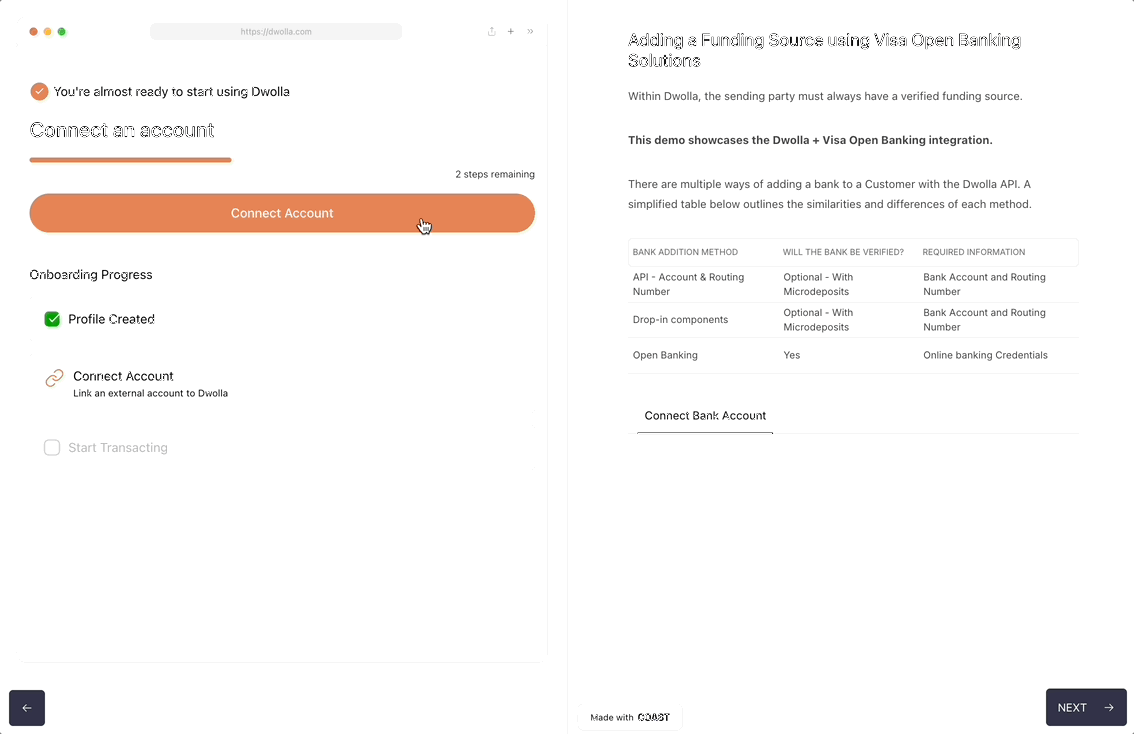 https://dwolla.com
You're almost ready to start using Dwolla
Connect an account
2 steps remaining
Connect Account
Onboarding Progress
Profile Created
Connect Account
Link an external account to Dwolla
Start Transacting
Adding a Funding Source using Visa Open Banking
Solutions
Within Dwolla, the sending party must always have a verified funding source.
This demo showcases the Dwolla + Visa Open Banking integration.
There are multiple ways of adding a bank to a Customer with the Dwolla API. A
simplified table below outlines the similarities and differences of each method.
BANK ADDITION METHOD WILL THE BANK BE VERIFIED? REQUIRED INFORMATION
API - Account & Routing Optional - With Bank Account and Routing
Number Microdeposits Number
Drop-in components Optional - With Bank Account and Routing
Microdeposits Number
Open Banking Yes Online banking Credentials
Connect Bank Account
Made with COAST
NEXT